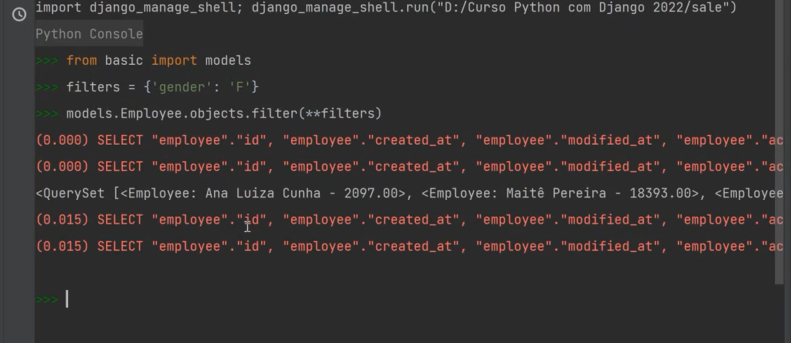 import django_manage_shell; django_manage_shell.run("D:/Curso Python com Django 2022/sale")
Python Console
>>> from basic import models
>>> filters = {'gender': 'F'}
>>> models.Employee.objects.filter(**filters)
(0.000) SELECT "employee"."id", "employee"."created_at", "employee"."modified_at", "employee"."ac
(0.000) SELECT "employee"."id", "employee"."created_at", "employee"."modified_at", "employee"."ac
<QuerySet [<Employee: Ana Luiza Cunha - 2097.00>, <Employee: Maitê Pereira - 18393.00>, <Employee
(0.015) SELECT "employee"."id", "employee"."created_at", "employee"."modified_at", "employee"."ac
(0.015) SELECT "employee"."id", "employee"."created_at", "employee"."modified_at", "employee"."ac
>>>